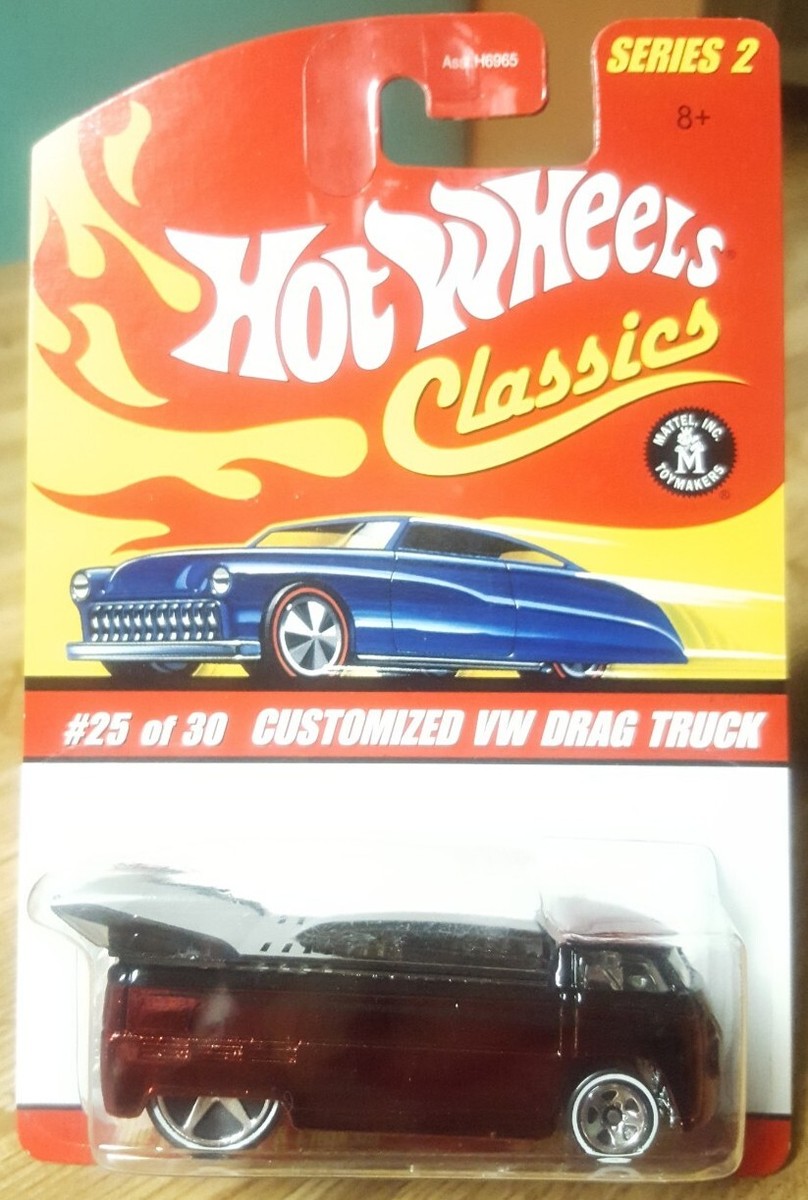 Asst H6965
SERIES 2
8+
HOT WHEELS®
Classics
MATTEL, INC.
M
TOYMAKERS
®
#25 of 30 CUSTOMIZED VW DRAG TRUCK